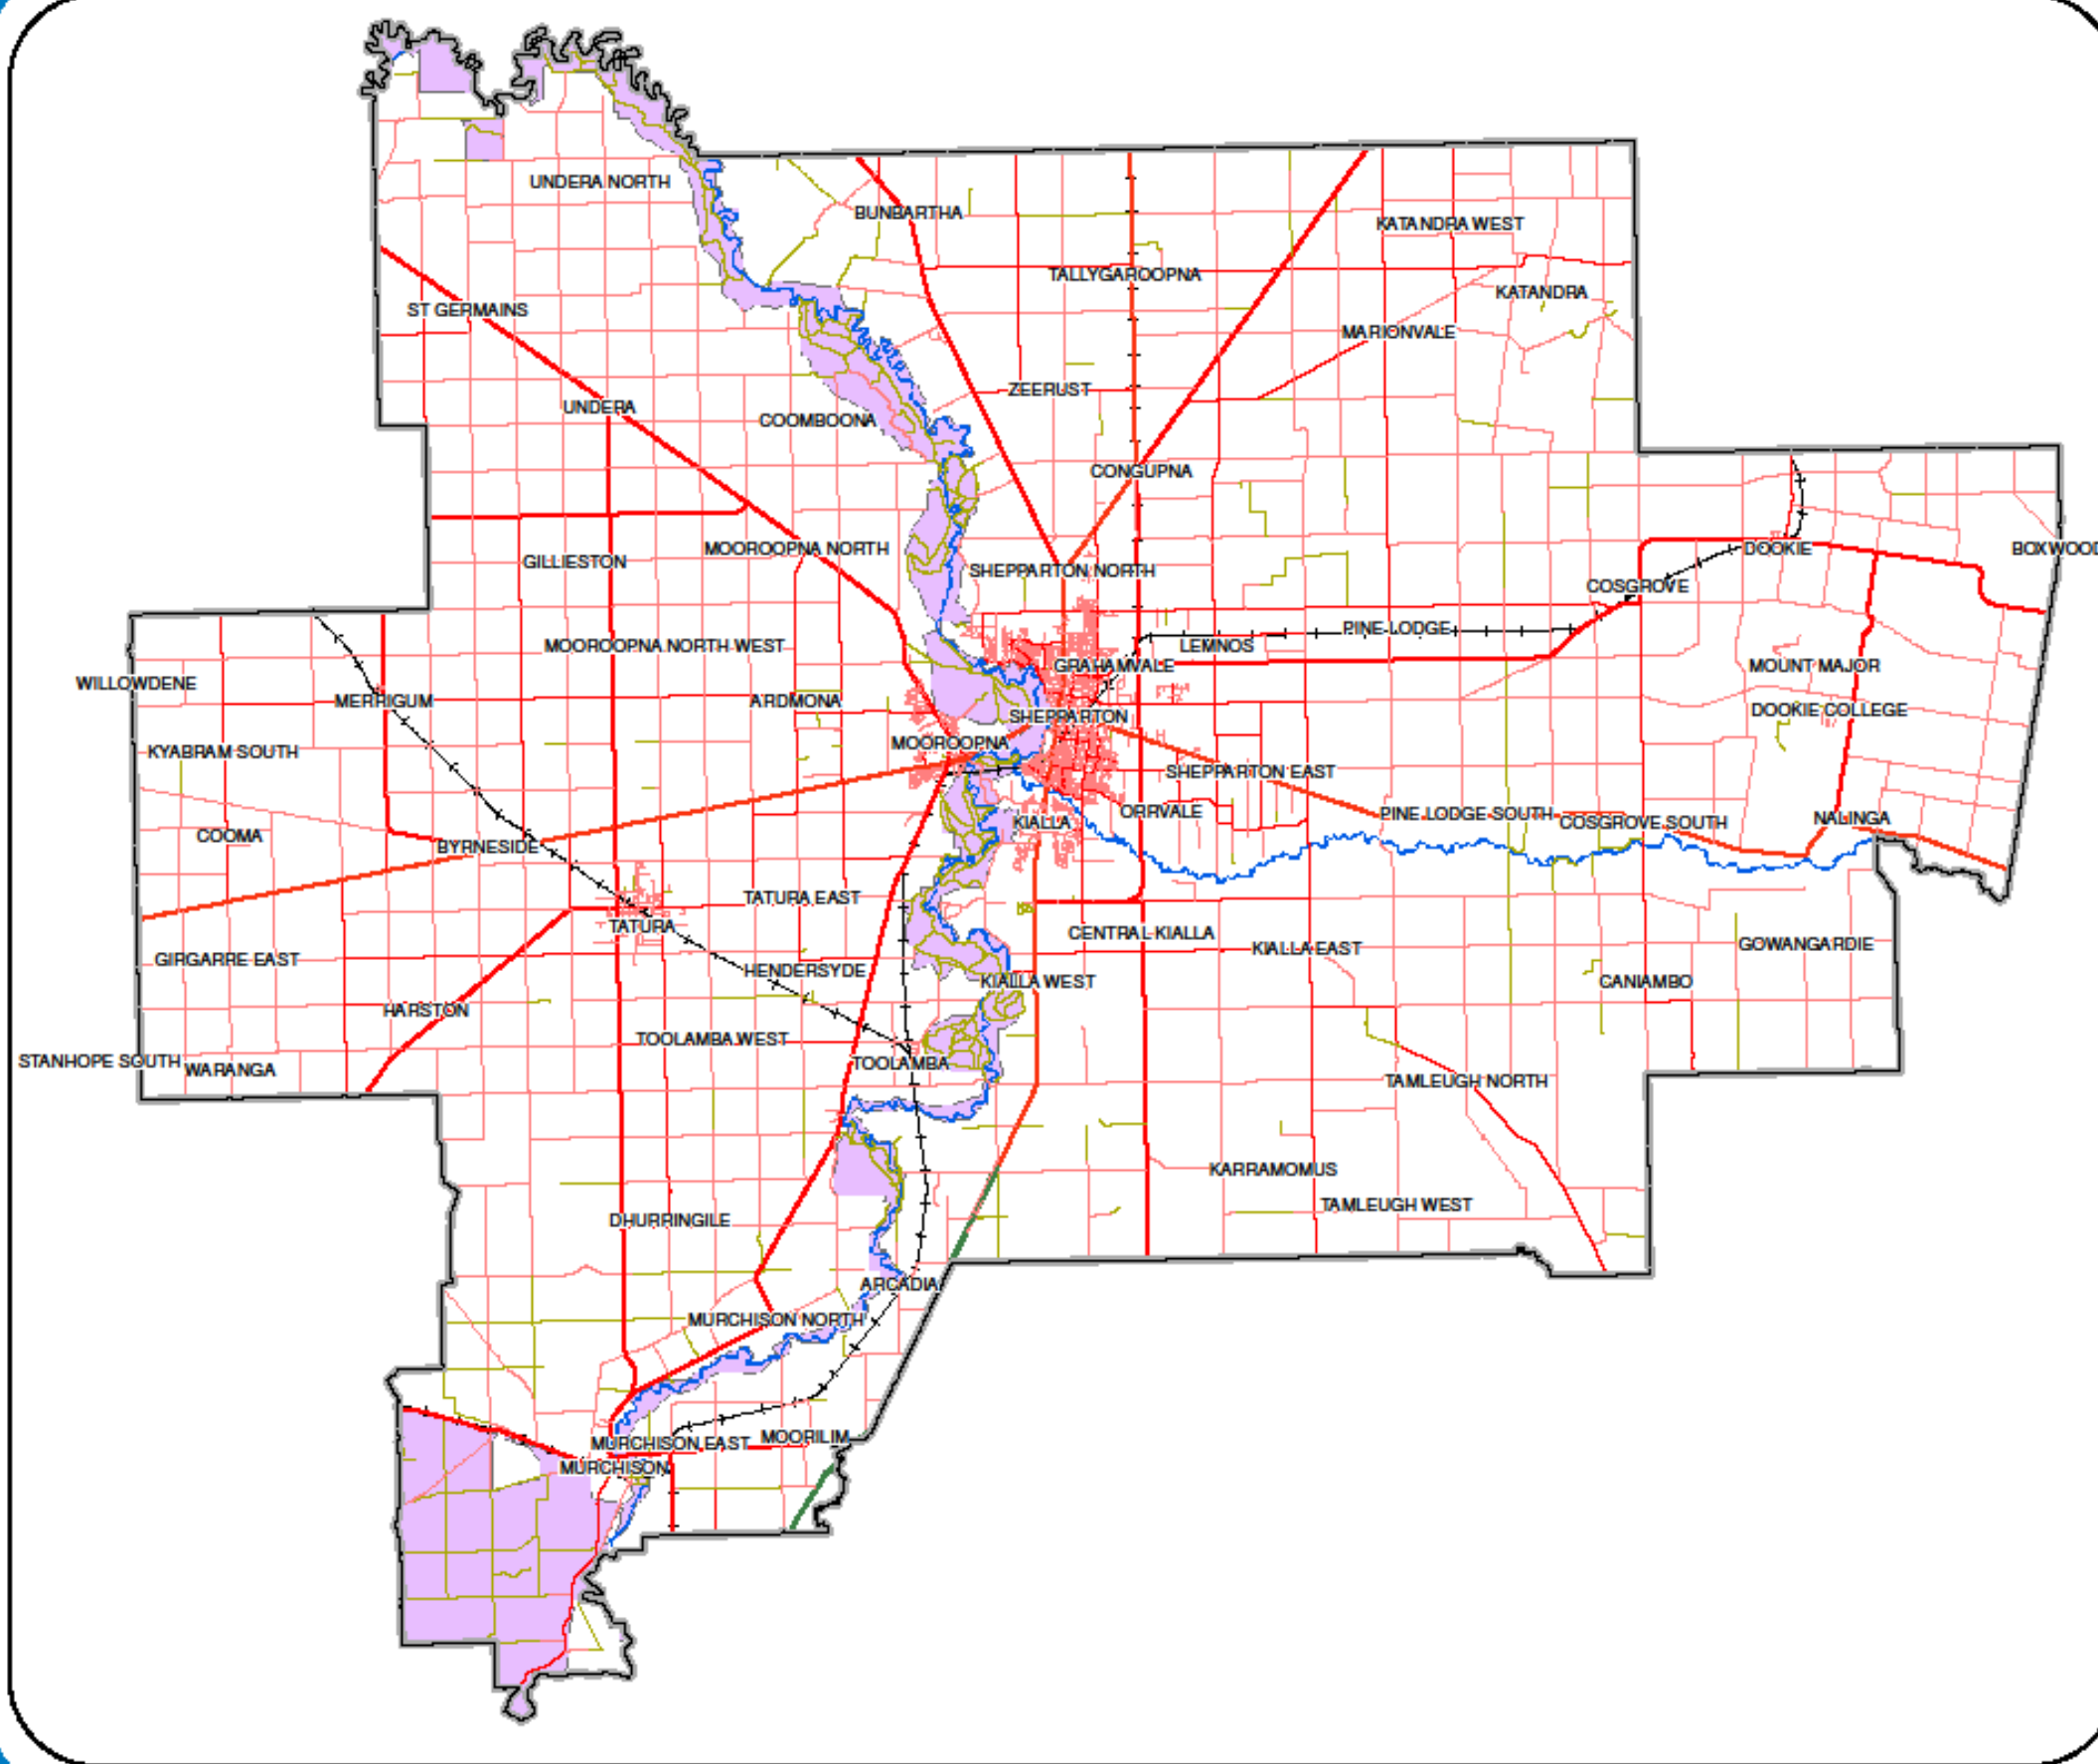 UNDERA NORTH
BUNBARTHA
KATANDRA WEST
TALLYGAROOPNA
KATANDRA
ST GERMAINS
MARIONVALE
ZEERUST
UNDERA
COOMBOONA
CONGUPNA
MOOROOPNA NORTH
DOOKIE
BOXWOOD
GILLIESTON
SHEPPARTON NORTH
COSGROVE
PINE LODGE
MOOROOPNA NORTH WEST
LEMNOS
GRAHAMVALE
MOUNT MAJOR
WILLOWDENE
MERRIGUM
ARDMONA
DOOKIE COLLEGE
SHEPPARTON
MOOROOPNA
KYABRAM SOUTH
SHEPPARTON EAST
ORRVALE
PINE LODGE SOUTH
COSGROVE SOUTH
NALINGA
KIALLA
COOMA
BYRNESIDE
TATURA EAST
TATURA
CENTRAL KIALLA
KIALLA EAST
GOWANGARDIE
GIRGARRE EAST
HENDERSYDE
KIALLA WEST
CANIAMBO
HARSTON
TOOLAMBA WEST
STANHOPE SOUTH
WARANGA
TOOLAMBA
TAMLEUGH NORTH
KARRAMOMUS
TAMLEUGH WEST
DHURRINGILE
ARCADIA
MURCHISON NORTH
MURCHISON EAST
MOORILIM
MURCHISON